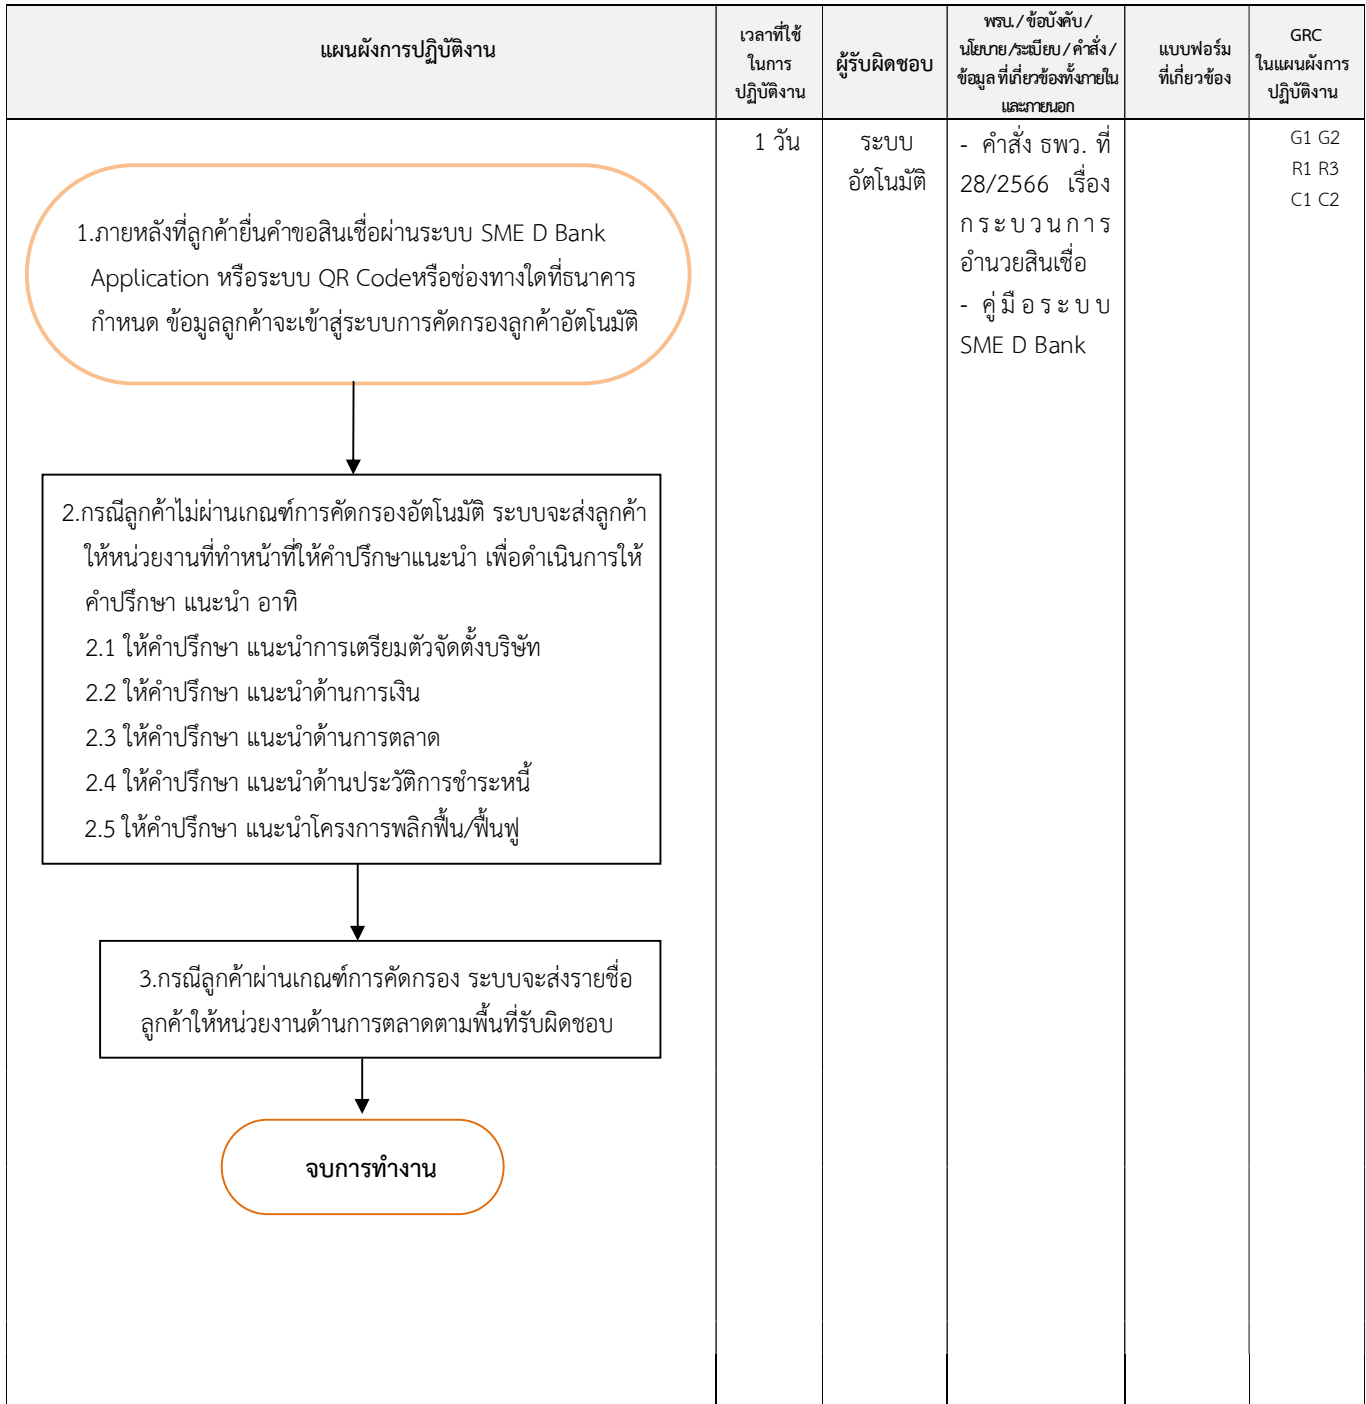 แผนผังการปฏิบัติงาน
เวลาที่ใช้
ในการ
ปฏิบัติงาน
ผู้รับผิดชอบ
พรบ./ ข้อบังคับ /
นโยบาย /ระเบียบ / คำสั่ง /
ข้อมูล ที่เกี่ยวข้องทั้งภายใน
และภายนอก
แบบฟอร์ม
ที่เกี่ยวข้อง
GRC
ในแผนผังการ
ปฏิบัติงาน
1.ภายหลังที่ลูกค้ายื่นคำขอสินเชื่อผ่านระบบ SME D Bank
Application หรือระบบ QR Codeหรือช่องทางใดที่ธนาคาร
กำหนด ข้อมูลลูกค้าจะเข้าสู่ระบบการคัดกรองลูกค้าอัตโนมัติ
2.กรณีลูกค้าไม่ผ่านเกณฑ์การคัดกรองอัตโนมัติ ระบบจะส่งลูกค้า
ให้หน่วยงานที่ทำหน้าที่ให้คำปรึกษาแนะนำ เพื่อดำเนินการให้
คำปรึกษา แนะนำ อาทิ
2.1 ให้คำปรึกษา แนะนำการเตรียมตัวจัดตั้งบริษัท
2.2 ให้คำปรึกษา แนะนำด้านการเงิน
2.3 ให้คำปรึกษา แนะนำด้านการตลาด
2.4 ให้คำปรึกษา แนะนำด้านประวัติการชำระหนี้
2.5 ให้คำปรึกษา แนะนำโครงการพลิกฟื้น/ฟื้นฟู
3.กรณีลูกค้าผ่านเกณฑ์การคัดกรอง ระบบจะส่งรายชื่อ
ลูกค้าให้หน่วยงานด้านการตลาดตามพื้นที่รับผิดชอบ
จบการทำงาน
1 วัน
ระบบ
อัตโนมัติ
- คำสั่ง ธพว. ที่
28/2566 เรื่อง
กระบวนการ
อำนวยสินเชื่อ
- คู่มือระบบ
SME D Bank
G1 G2
R1 R3
C1 C2